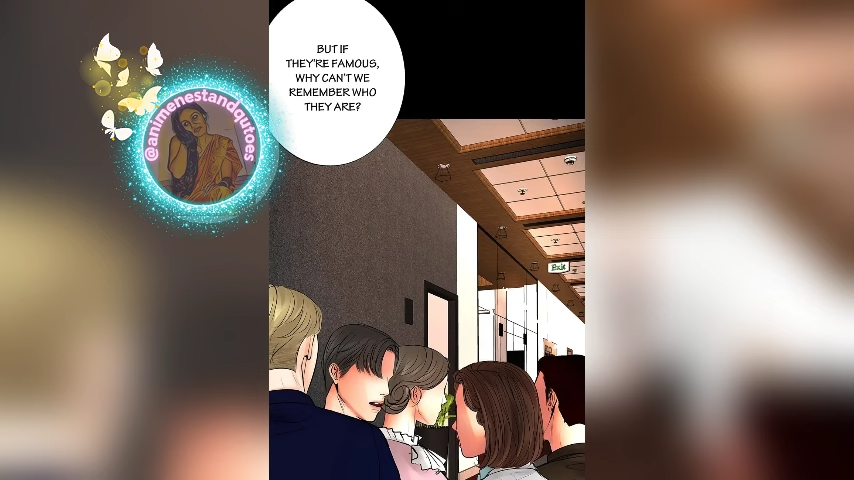 BUT IF
THEY'RE FAMOUS,
WHY CAN'T WE
REMEMBER WHO
THEY ARE?
@animenestandqutoes
Exit